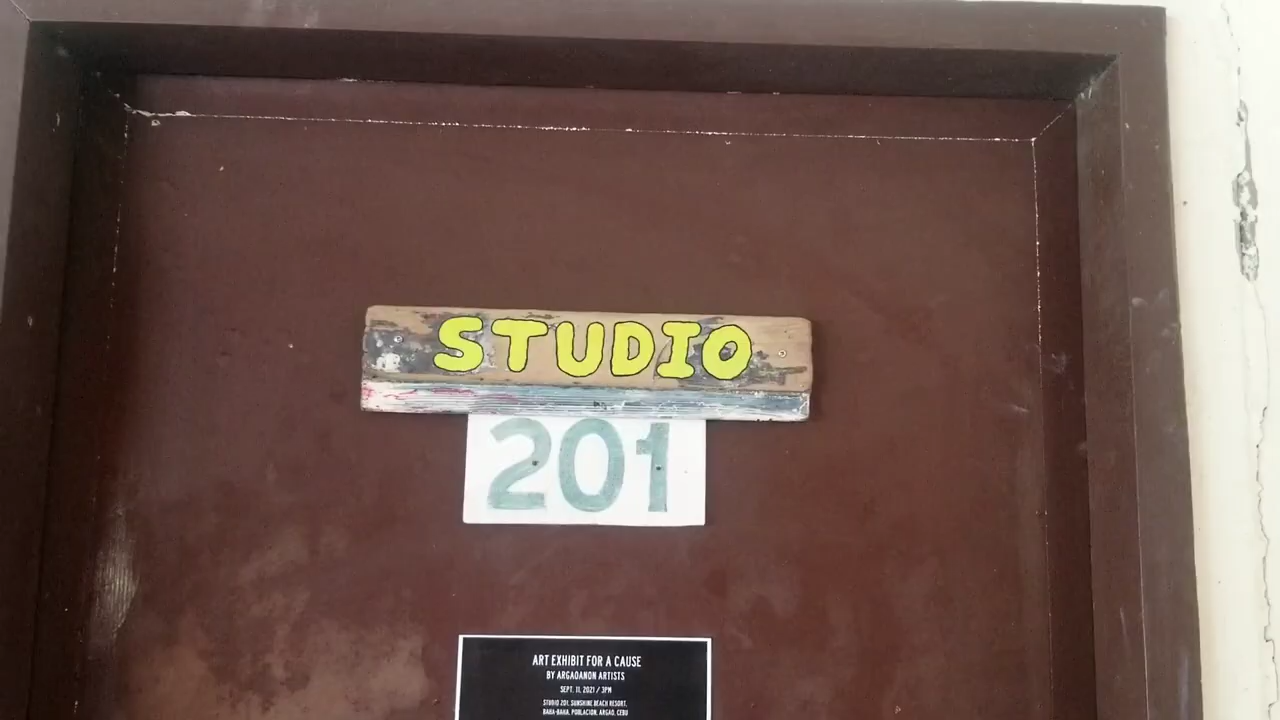 STUDIO
201
ART EXHIBIT FOR A CAUSE
BY ARGAOANON ARTISTS
SEPT. 11, 2021 / 3PM
STUDIO 201, SUNSHINE BEACH RESORT,
BAHA-BAHA, POBLACION, ARGAO, CEBU